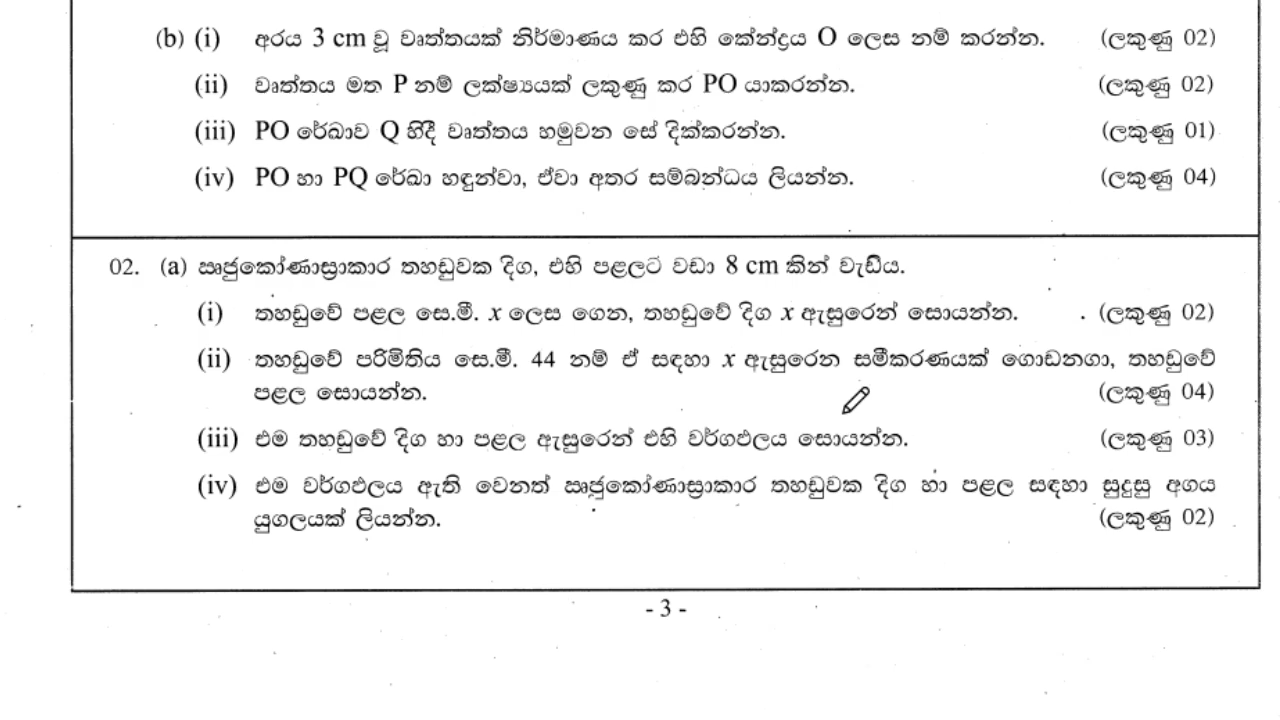 (b) (i) අරය 3 cm වූ වෘත්තයක් නිර්මාණය කර එහි කේන්ද්‍රය O ලෙස නම් කරන්න. (ලකුණු 02)
(ii) වෘත්තය මත P නම් ලක්ෂ්‍යයක් ලකුණු කර PO යාකරන්න. (ලකුණු 02)
(iii) PO රේඛාව Q හිදී වෘත්තය හමුවන සේ දික්කරන්න. (ලකුණු 01)
(iv) PO හා PQ රේඛා හඳුන්වා, ඒවා අතර සම්බන්ධය ලියන්න. (ලකුණු 04)
02. (a) ඍජුකෝණාස්‍රාකාර තහඩුවක දිග, එහි පළලට වඩා 8 cm කින් වැඩිය.
(i) තහඩුවේ පළල සෙ.මී. x ලෙස ගෙන, තහඩුවේ දිග x ඇසුරෙන් සොයන්න. (ලකුණු 02)
(ii) තහඩුවේ පරිමිතිය සෙ.මී. 44 නම් ඒ සඳහා x ඇසුරෙන සමීකරණයක් ගොඩනගා, තහඩුවේ
පළල සොයන්න. (ලකුණු 04)
(iii) එම තහඩුවේ දිග හා පළල ඇසුරෙන් එහි වර්ගඵලය සොයන්න. (ලකුණු 03)
(iv) එම වර්ගඵලය ඇති වෙනත් ඍජුකෝණාස්‍රාකාර තහඩුවක දිග හා පළල සඳහා සුදුසු අගය
යුගලයක් ලියන්න. (ලකුණු 02)
- 3 -